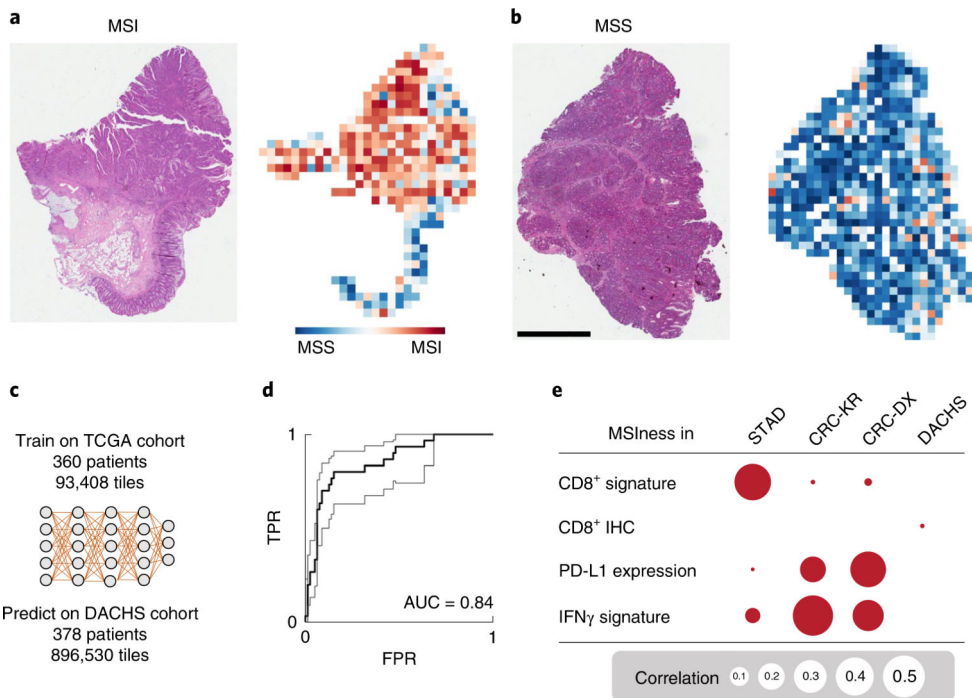 a
MSI
b
MSS
MSS MSI
c
Train on TCGA cohort
360 patients
93,408 tiles
Predict on DACHS cohort
378 patients
896,530 tiles
d
1
TPR
0
AUC = 0.84
0
1
FPR
e
MSIness in
STAD
CRC-KR
CRC-DX
DACHS
CD8⁺ signature
CD8⁺ IHC
PD-L1 expression
IFNγ signature
Correlation 0.1 0.2 0.3 0.4 0.5